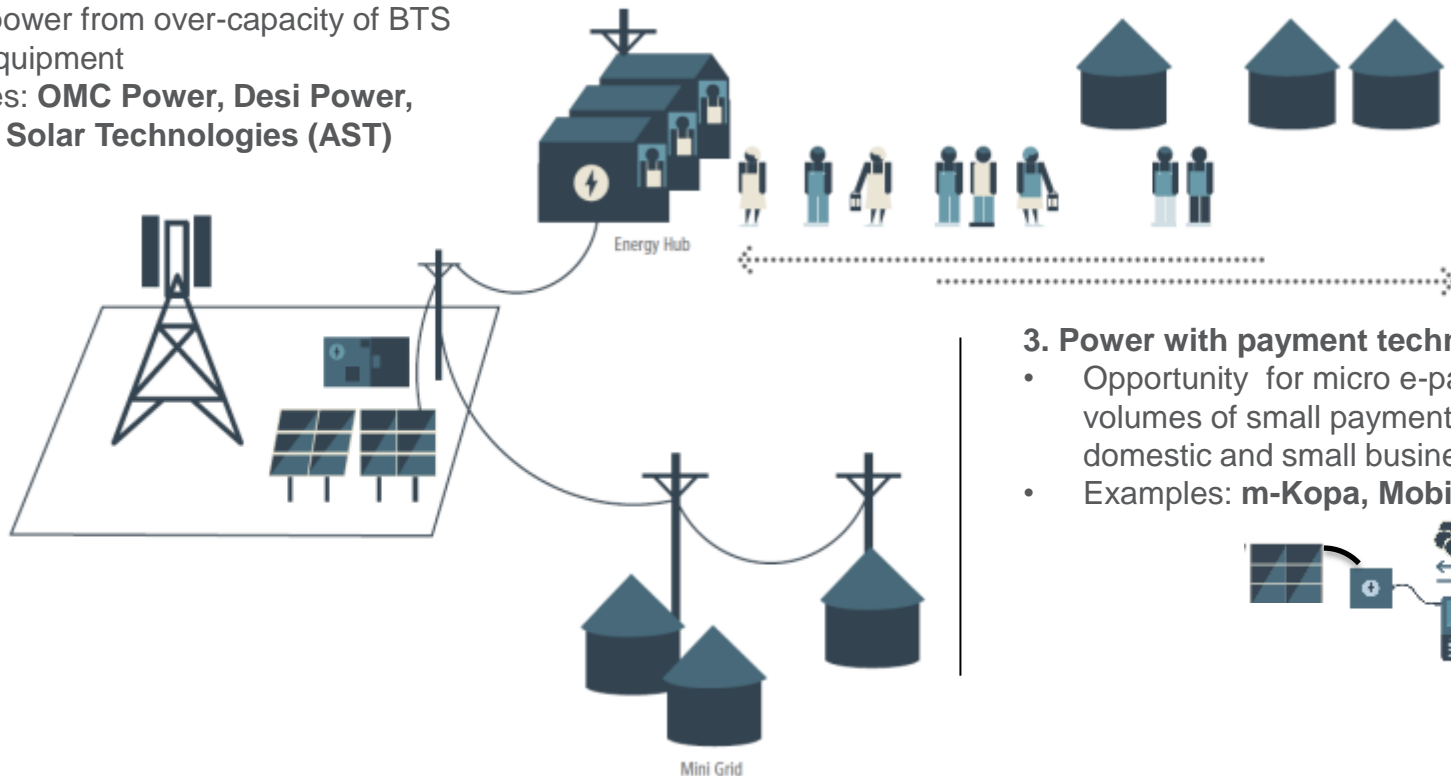 power from over-capacity of BTS
quipment
es: OMC Power, Desi Power,
Solar Technologies (AST)
Energy Hub
3. Power with payment techn
• Opportunity for micro e-pa
volumes of small payment
domestic and small busine
• Examples: m-Kopa, Mobi
Mini Grid